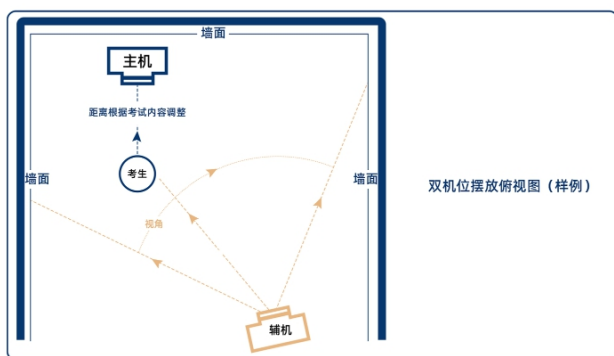 墙面
主机
距离根据考试内容调整
考生
墙面
墙面
双机位摆放俯视图（样例）
视角
辅机